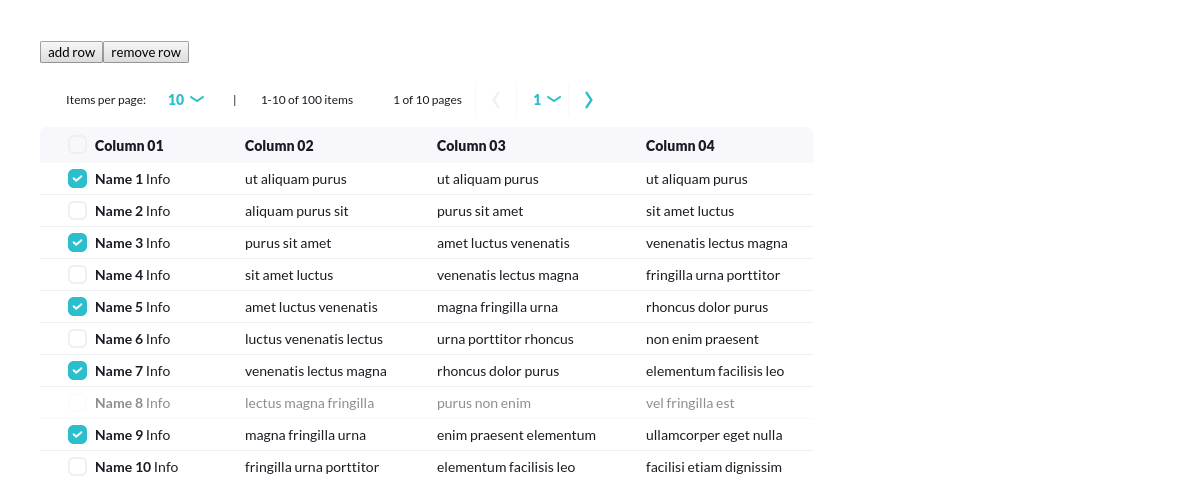 add row remove row
Items per page: 10 | 1-10 of 100 items 1 of 10 pages 1
Column 01 Column 02 Column 03 Column 04
Name 1 Info ut aliquam purus ut aliquam purus ut aliquam purus
Name 2 Info aliquam purus sit purus sit amet sit amet luctus
Name 3 Info purus sit amet amet luctus venenatis venenatis lectus magna
Name 4 Info sit amet luctus venenatis lectus magna fringilla urna porttitor
Name 5 Info amet luctus venenatis magna fringilla urna rhoncus dolor purus
Name 6 Info luctus venenatis lectus urna porttitor rhoncus non enim praesent
Name 7 Info venenatis lectus magna rhoncus dolor purus elementum facilisis leo
Name 8 Info lectus magna fringilla purus non enim vel fringilla est
Name 9 Info magna fringilla urna enim praesent elementum ullamcorper eget nulla
Name 10 Info fringilla urna porttitor elementum facilisis leo facilisi etiam dignissim